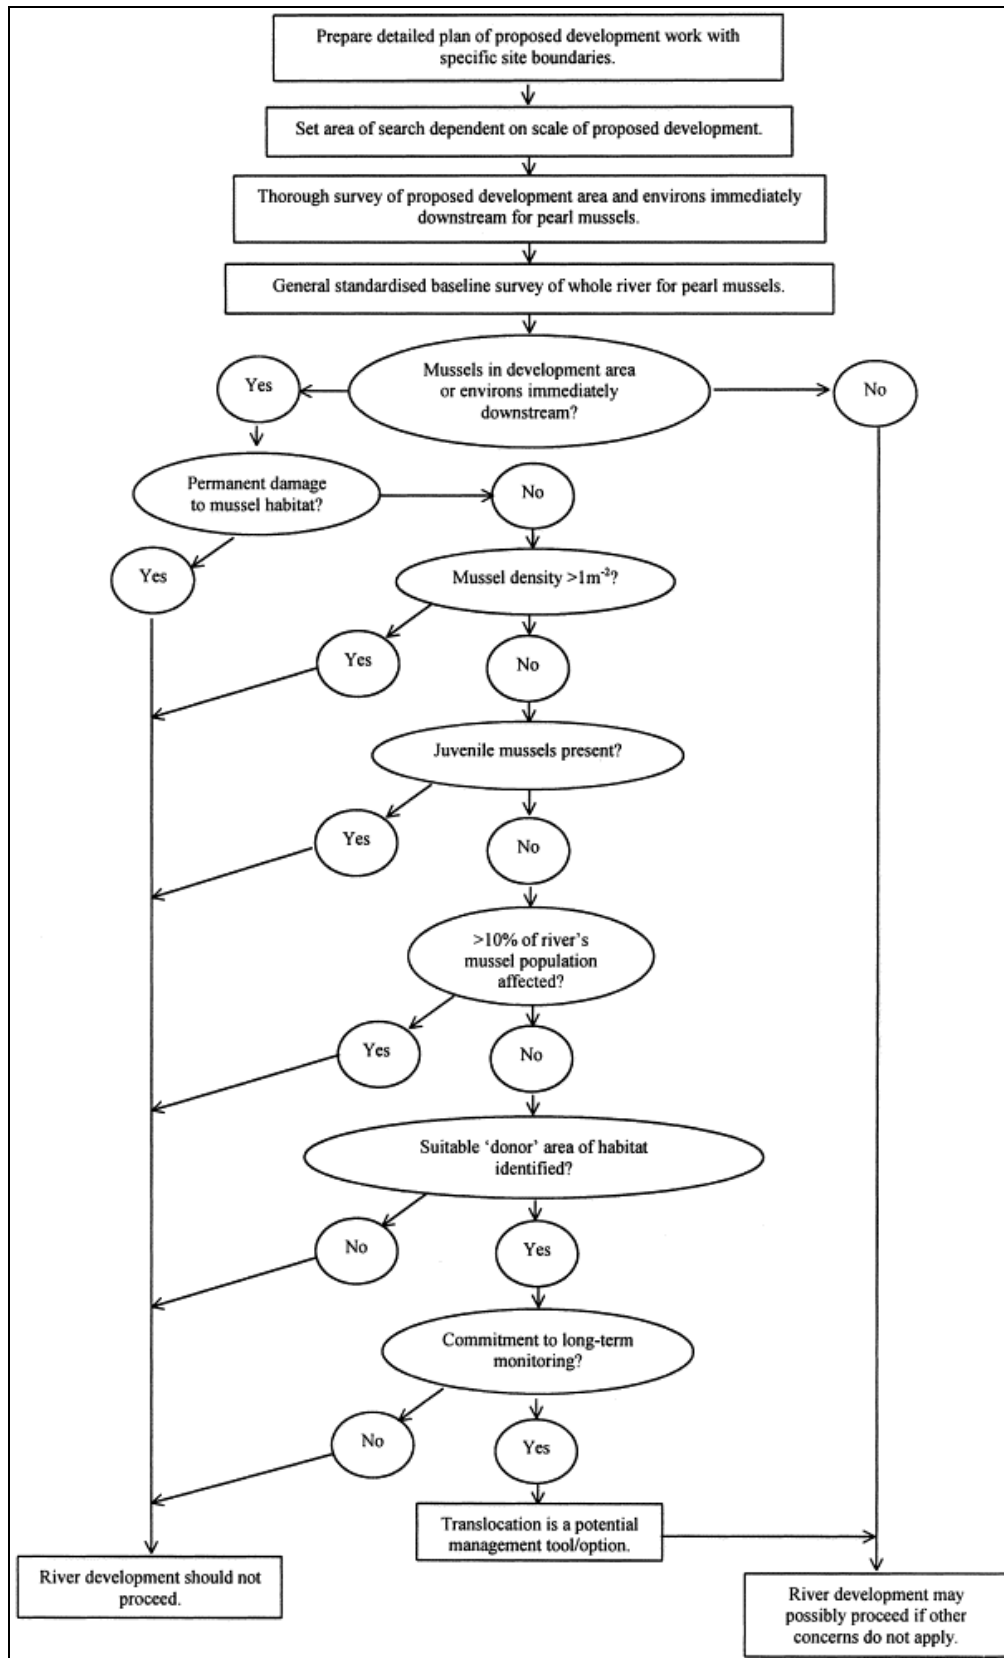 Prepare detailed plan of proposed development work with
specific site boundaries.
Set area of search dependent on scale of proposed development.
Thorough survey of proposed development area and environs immediately
downstream for pearl mussels.
General standardised baseline survey of whole river for pearl mussels.
Mussels in development area
or environs immediately
downstream?
Yes
No
Permanent damage
to mussel habitat?
No
Yes
Mussel density >1m⁻²?
Yes
No
Juvenile mussels present?
Yes
No
>10% of river's
mussel population
affected?
Yes
No
Suitable 'donor' area of habitat
identified?
No
Yes
Commitment to long-term
monitoring?
No
Yes
Translocation is a potential
management tool/option.
River development should not
proceed.
River development may
possibly proceed if other
concerns do not apply.